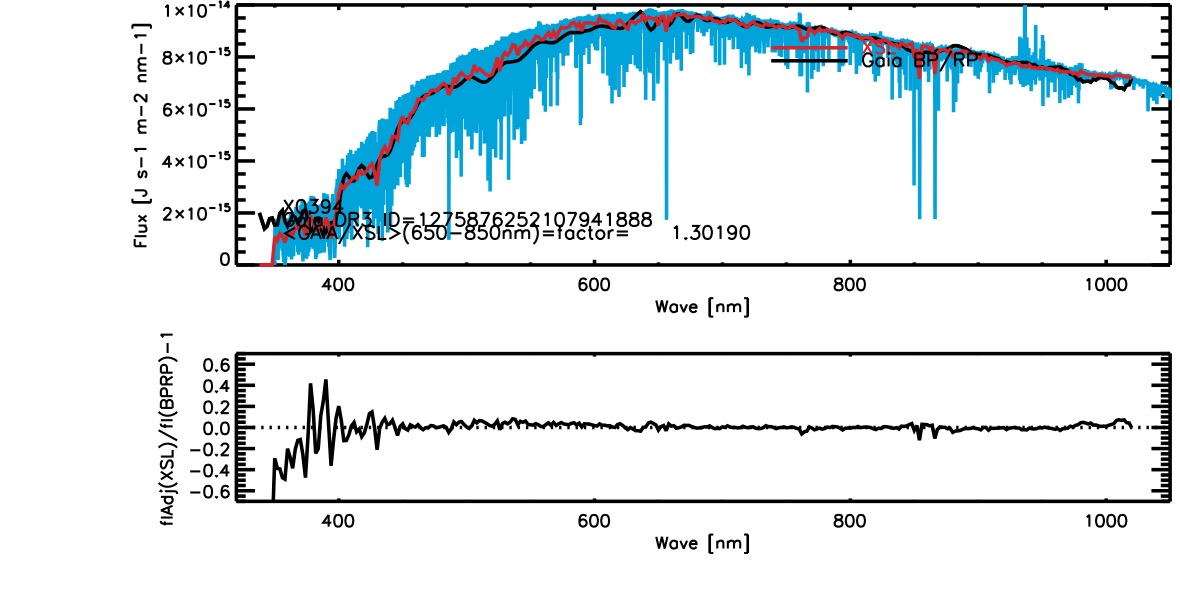 1×10−14
8×10−15
6×10−15
4×10−15
2×10−15
0
Flux [J s−1 m−2 nm−1]
XSL
Gaia BP/RP
X0394
Gaia DR3 ID=1275876252107941888
<GAIA/XSL>(650−850nm)=factor= 1.30190
400 600 800 1000
Wave [nm]
flAdj(XSL)/fl(BPRP)−1
0.6
0.4
0.2
0.0
−0.2
−0.4
−0.6
400 600 800 1000
Wave [nm]